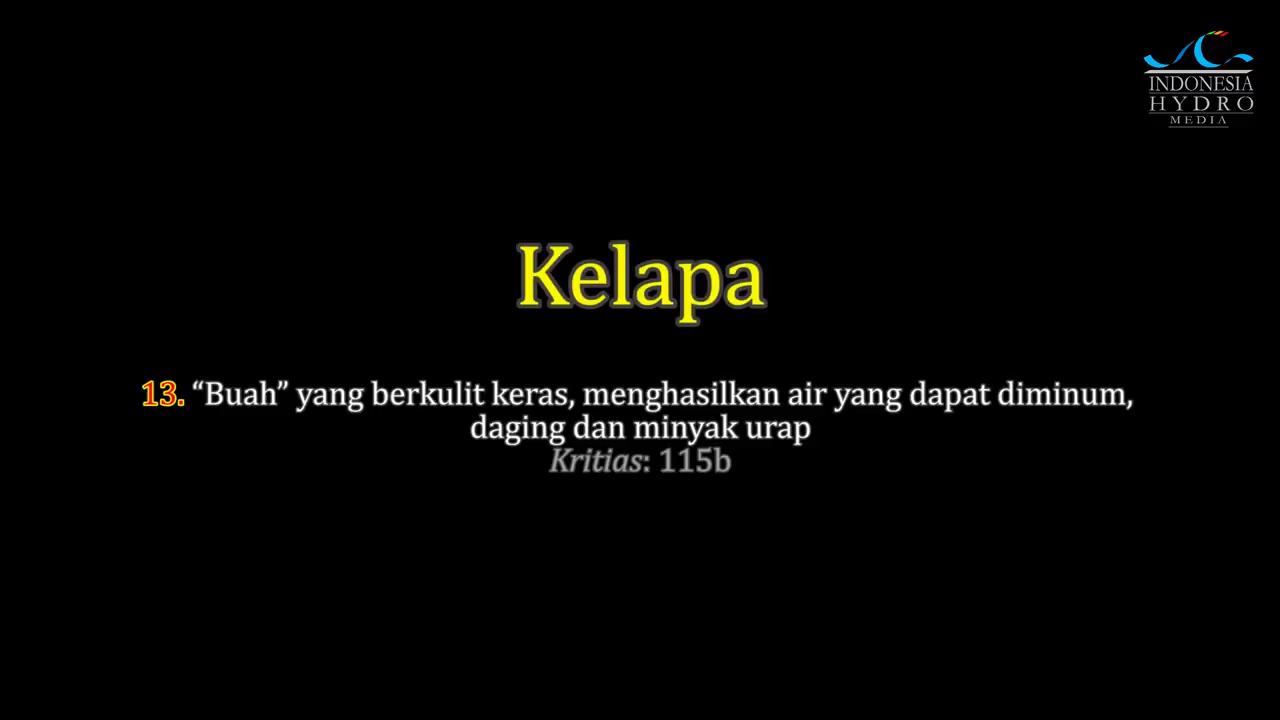 INDONESIA
HYDRO
MEDIA
Kelapa
13. “Buah” yang berkulit keras, menghasilkan air yang dapat diminum,
daging dan minyak urap
Kritias: 115b